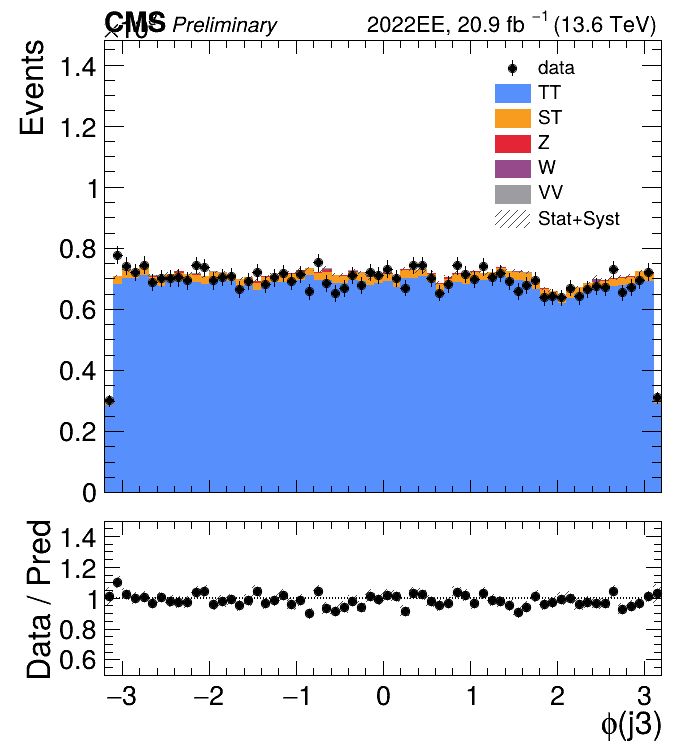 CMS Preliminary 2022EE, 20.9 fb⁻¹ (13.6 TeV)
Events
1.4
1.2
1
0.8
0.6
0.4
0.2
0
data
TT
ST
Z
W
VV
Stat+Syst
Data / Pred
1.4
1.2
1
0.8
0.6
−3 −2 −1 0 1 2 3
ϕ(j3)